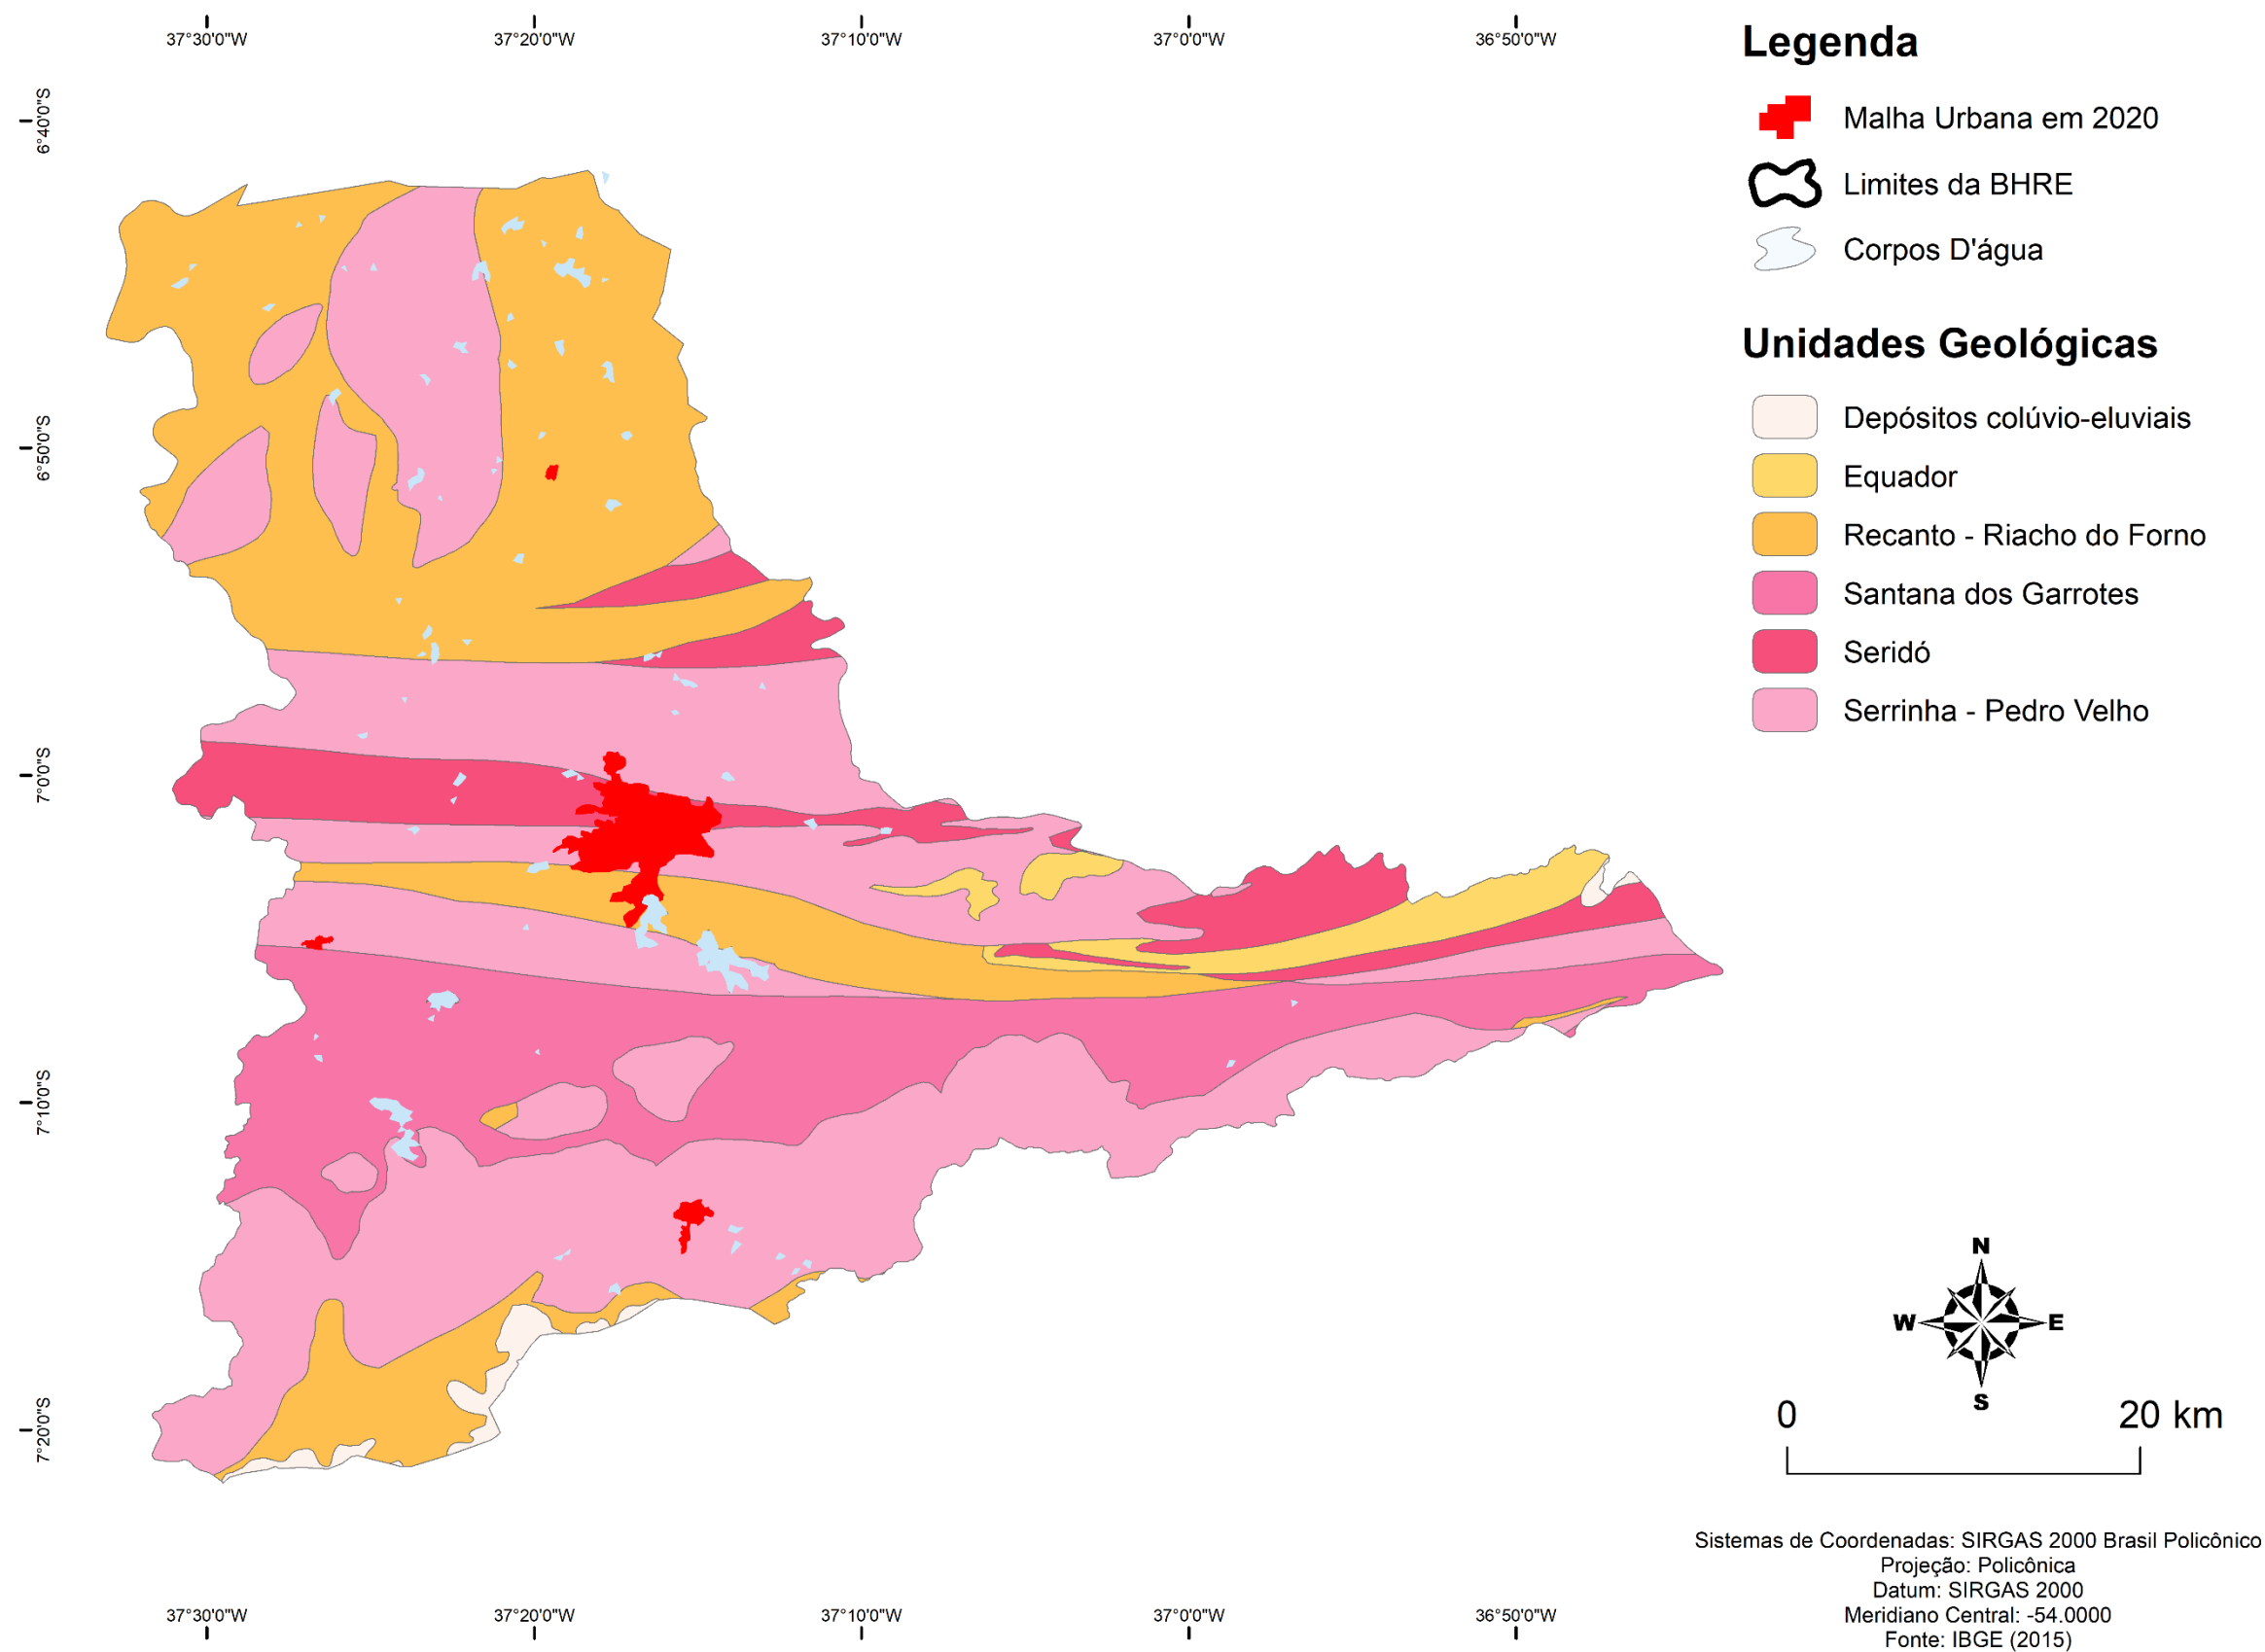 37°30'0"W 37°20'0"W 37°10'0"W 37°0'0"W 36°50'0"W
6°40'0"S
6°50'0"S
7°0'0"S
7°10'0"S
7°20'0"S
Legenda
Malha Urbana em 2020
Limites da BHRE
Corpos D'água
Unidades Geológicas
Depósitos colúvio-eluviais
Equador
Recanto - Riacho do Forno
Santana dos Garrotes
Seridó
Serrinha - Pedro Velho
N
W E
S
0 20 km
Sistemas de Coordenadas: SIRGAS 2000 Brasil Policônico
Projeção: Policônica
Datum: SIRGAS 2000
Meridiano Central: -54.0000
Fonte: IBGE (2015)
37°30'0"W 37°20'0"W 37°10'0"W 37°0'0"W 36°50'0"W